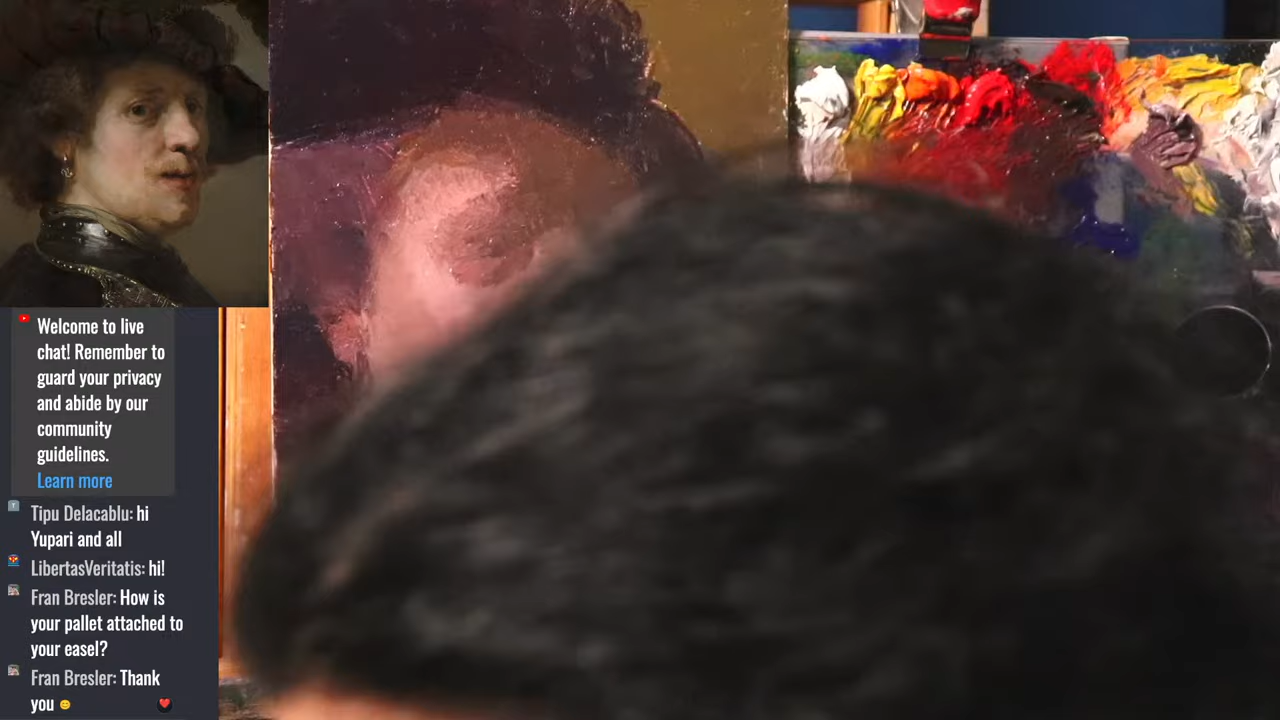 Welcome to live
chat! Remember to
guard your privacy
and abide by our
community
guidelines.
Learn more
Tipu Delacablu: hi
Yupari and all
LibertasVeritatis: hi!
Fran Bresler: How is
your pallet attached to
your easel?
Fran Bresler: Thank
you 😊